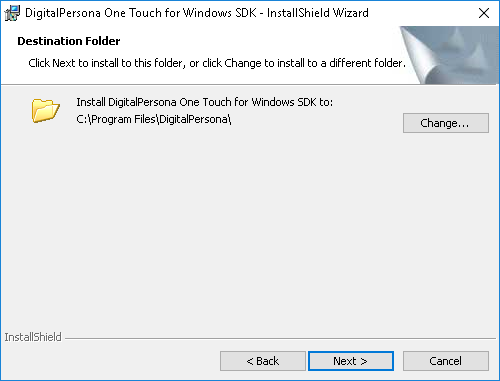 DigitalPersona One Touch for Windows SDK - InstallShield Wizard
Destination Folder
Click Next to install to this folder, or click Change to install to a different folder.
Install DigitalPersona One Touch for Windows SDK to:
C:\Program Files\DigitalPersona\
Change...
InstallShield
< Back
Next >
Cancel